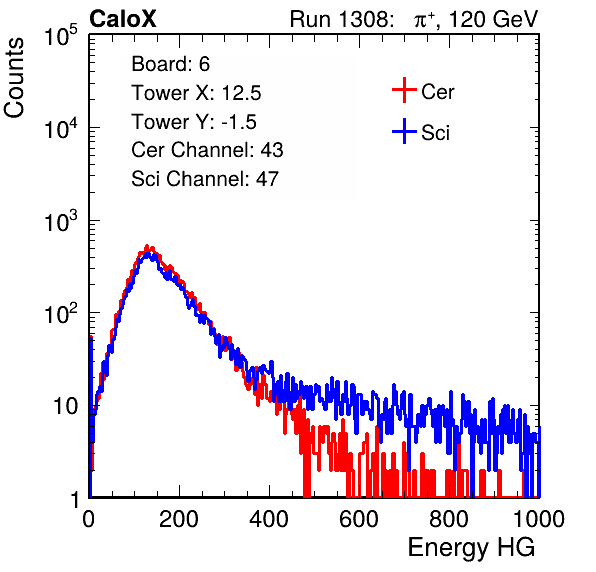 CaloX Run 1308: π⁺, 120 GeV
Board: 6
Tower X: 12.5
Tower Y: -1.5
Cer Channel: 43
Sci Channel: 47
Cer
Sci
Counts
10⁵
10⁴
10³
10²
10
1
0 200 400 600 800 1000
Energy HG